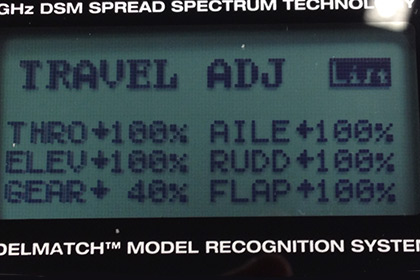 GHz DSM SPREAD SPECTRUM TECHNOLOGY
TRAVEL ADJ List
THRO+100% AILE+100%
ELEV+100% RUDD+100%
GEAR+ 40% FLAP+100%
DELMATCH™ MODEL RECOGNITION SYSTEM